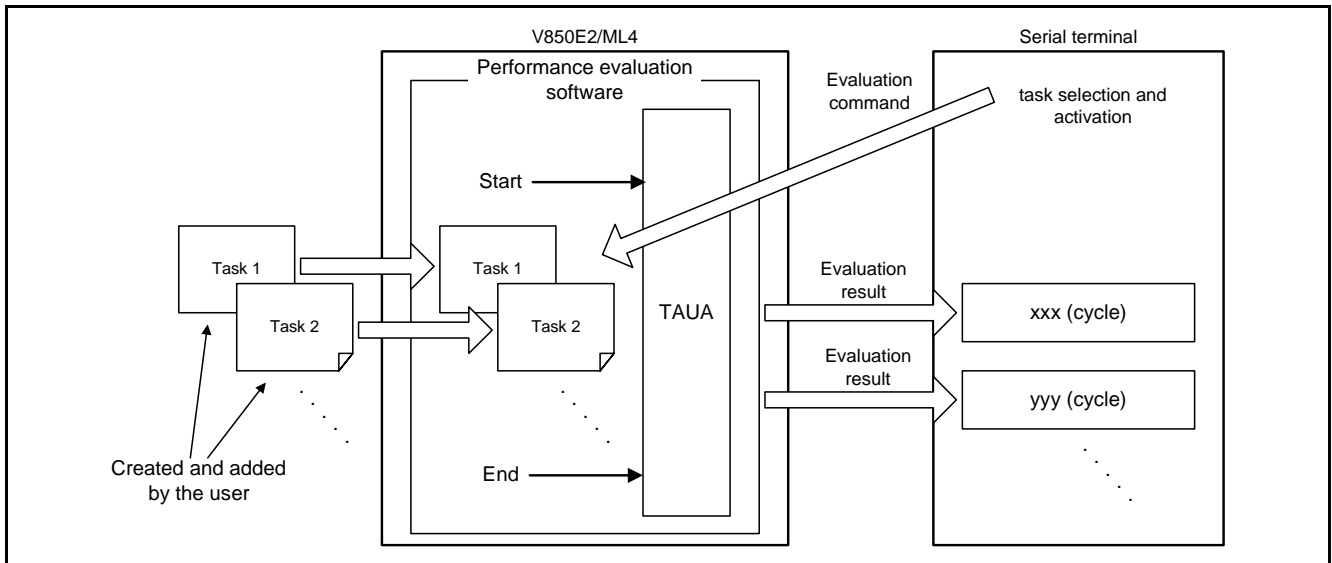 V850E2/ML4
Serial terminal
Performance evaluation
software
Evaluation
command
task selection and
activation
Start
Task 1
Task 2
Task 1
Task 2
TAUA
Evaluation
result
xxx (cycle)
Evaluation
result
yyy (cycle)
Created and added
by the user
End